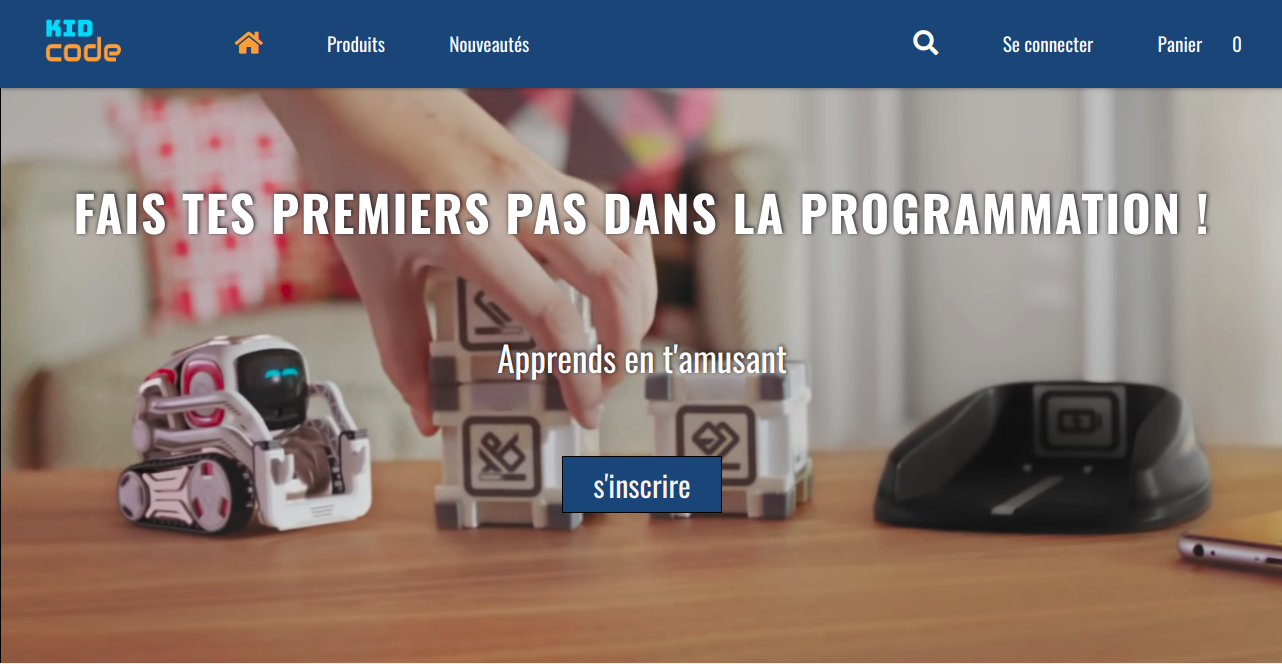 KID
code
Produits
Nouveautés
Se connecter
Panier 0
FAIS TES PREMIERS PAS DANS LA PROGRAMMATION !
Apprends en t'amusant
s'inscrire